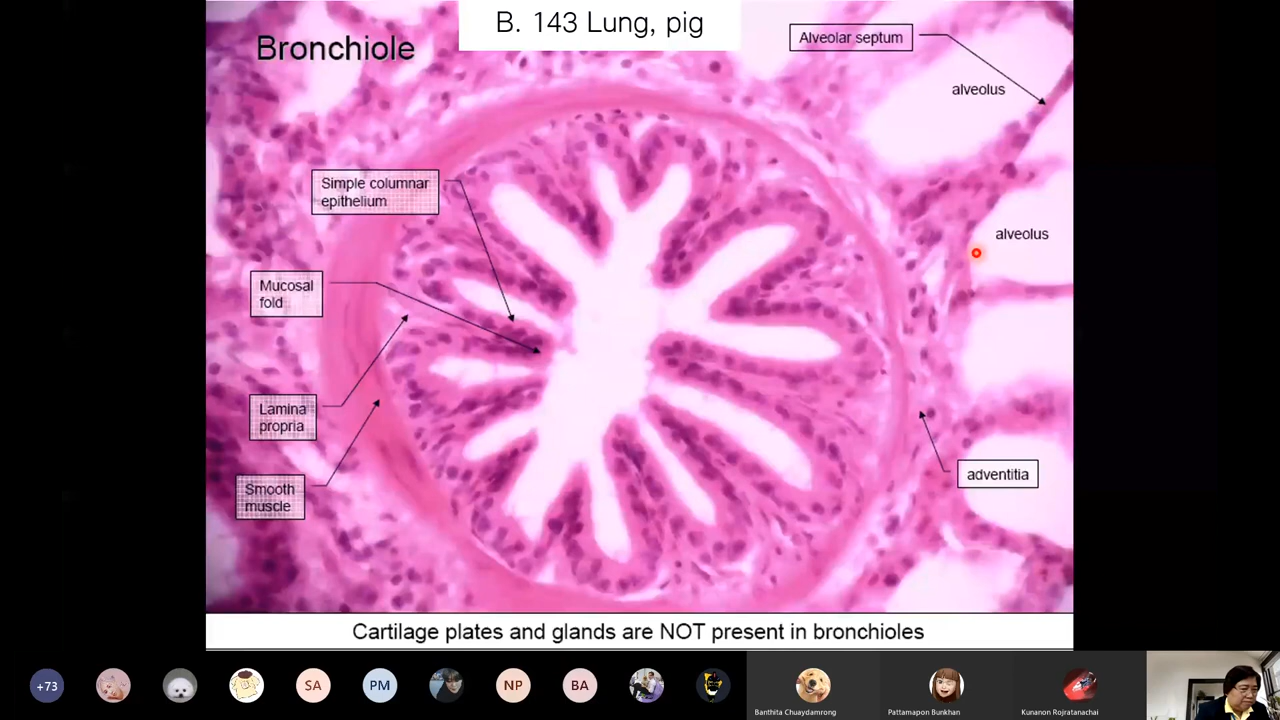 B. 143 Lung, pig
Bronchiole
Alveolar septum
alveolus
Simple columnar
epithelium
alveolus
Mucosal
fold
Lamina
propria
adventitia
Smooth
muscle
Cartilage plates and glands are NOT present in bronchioles
+73
SA
PM
NP
BA
Banthita Chuaydamrong
Pattamapon Bunkhan
Kunanon Rojratanachai